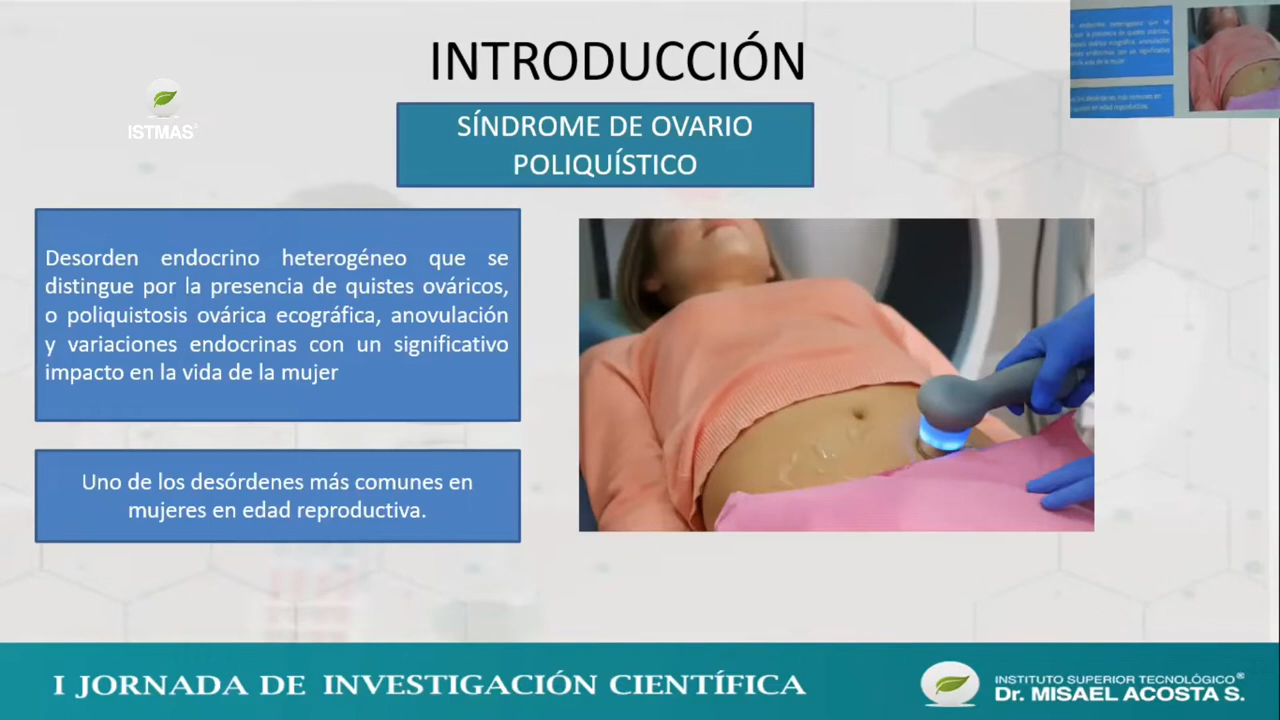 INTRODUCCIÓN
ISTMAS®
SÍNDROME DE OVARIO
POLIQUÍSTICO
Desorden endocrino heterogéneo que se
distingue por la presencia de quistes ováricos,
o poliquistosis ovárica ecográfica, anovulación
y variaciones endocrinas con un significativo
impacto en la vida de la mujer
Uno de los desórdenes más comunes en
mujeres en edad reproductiva.
I JORNADA DE INVESTIGACIÓN CIENTÍFICA
INSTITUTO SUPERIOR TECNOLÓGICO®
Dr. MISAEL ACOSTA S.